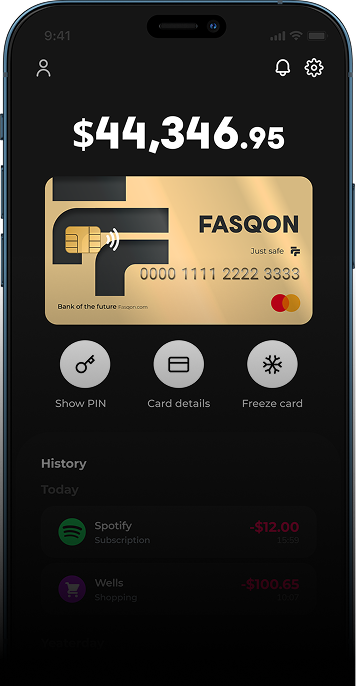 9:41
$44,346.95
FASQON
Just safe
0000 1111 2222 3333
Bank of the future Fasqon.com
Show PIN
Card details
Freeze card
History
Today
Spotify
-$12.00
Subscription
15:59
Wells
-$100.65
Shopping